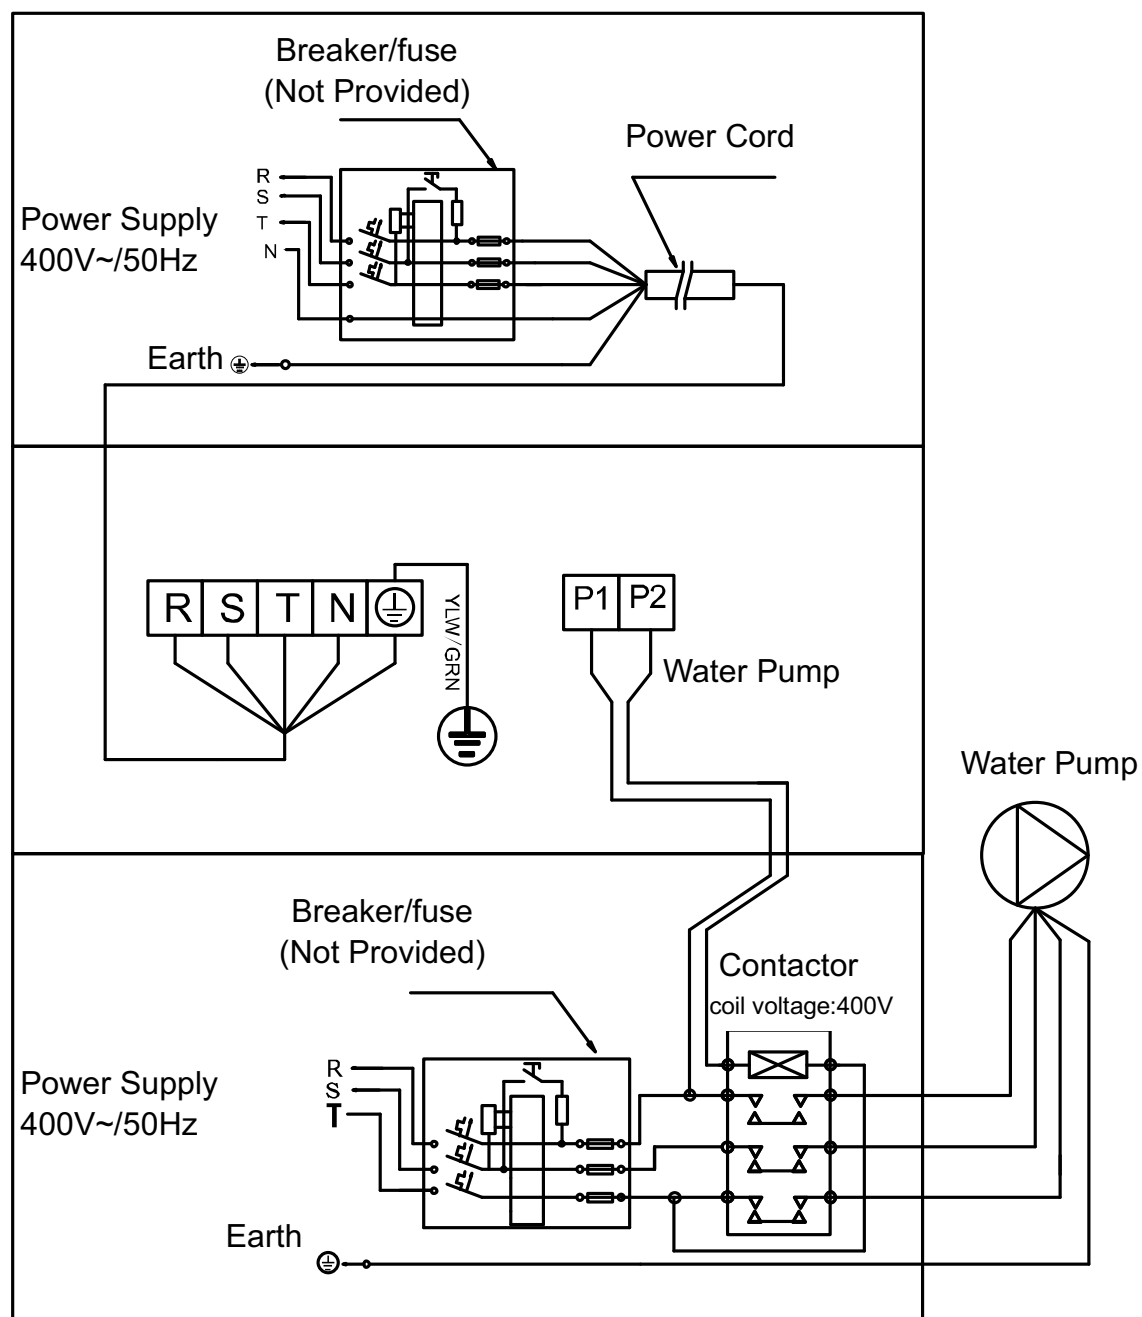 Breaker/fuse
(Not Provided)
Power Cord
R
S
T
N
Power Supply
400V~/50Hz
Earth
R S T N
YLW/GRN
P1 P2
Water Pump
Water Pump
Breaker/fuse
(Not Provided)
Contactor
coil voltage:400V
R
S
T
Power Supply
400V~/50Hz
Earth